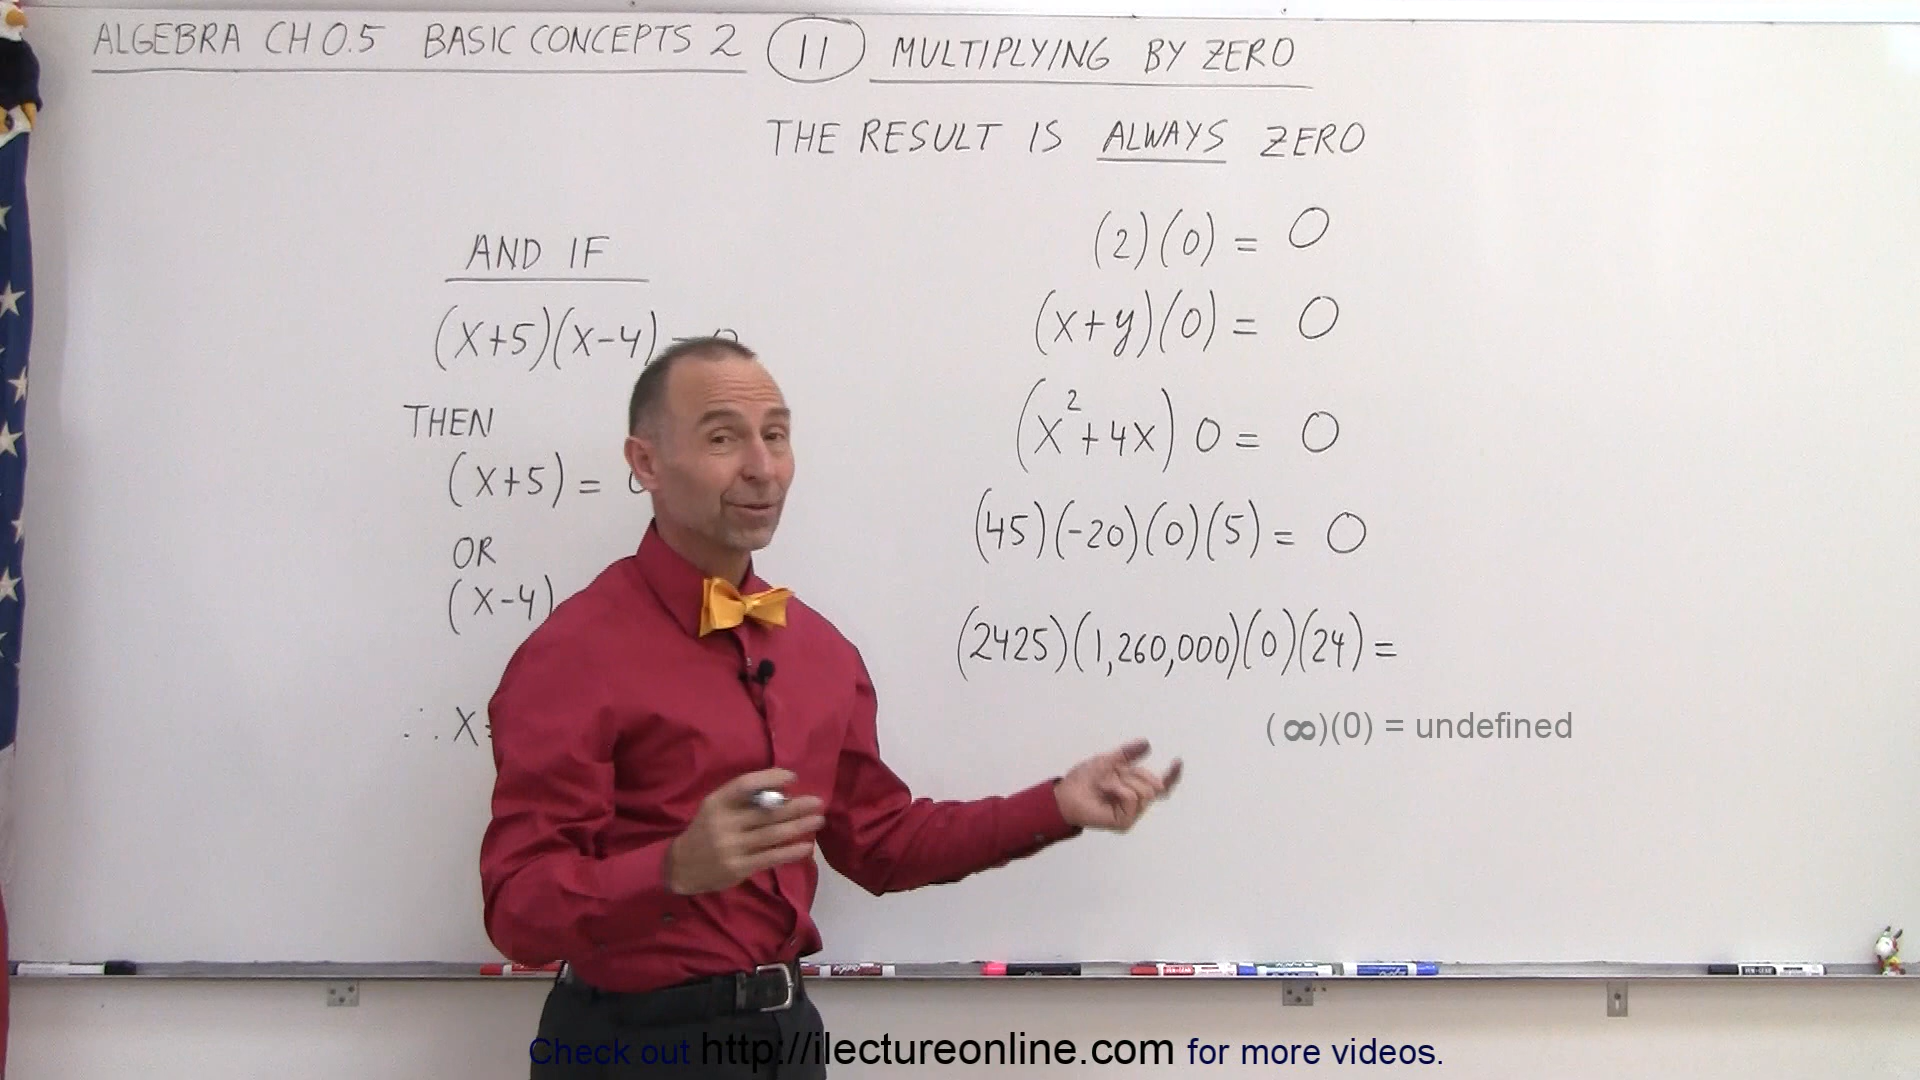 ALGEBRA CH 0.5 BASIC CONCEPTS 2 11 MULTIPLYING BY ZERO
THE RESULT IS ALWAYS ZERO
AND IF
(x+5)(x-4)
THEN
(x+5) =
OR
(x-4)
∴ x
(2)(0) = 0
(x+y)(0) = 0
(x²+4x) 0 = 0
(45)(-20)(0)(5) = 0
(2425)(1,260,000)(0)(24) =
(∞)(0) = undefined
Check out http://ilectureonline.com for more videos.